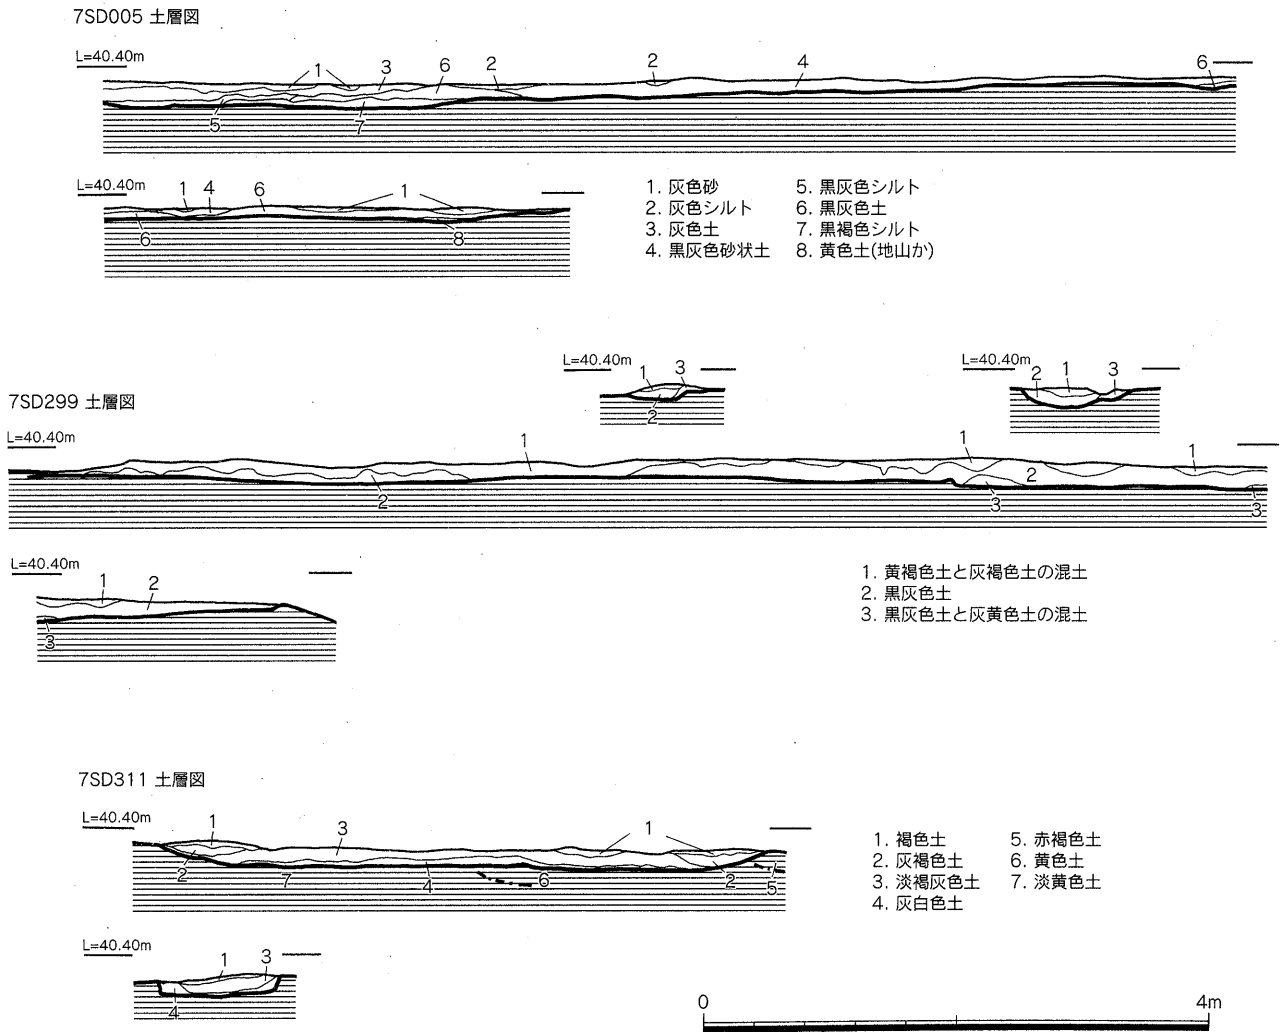 7SD005 土層図
L=40.40m
1 3 6 2 2 4 6
5 7
L=40.40m
1 4 6 1
6 8
1. 灰色砂
2. 灰色シルト
3. 灰色土
4. 黒灰色砂状土
5. 黒灰色シルト
6. 黒灰色土
7. 黒褐色シルト
8. 黄色土(地山か)
L=40.40m
1 3
2
L=40.40m
2 1 3
7SD299 土層図
L=40.40m
1 1 1
2 2 3 3
L=40.40m
1 2
3
1. 黄褐色土と灰褐色土の混土
2. 黒灰色土
3. 黒灰色土と灰黄色土の混土
7SD311 土層図
L=40.40m
1 3 1
2 7 4 6 2 5
1. 褐色土
2. 灰褐色土
3. 淡褐灰色土
4. 灰白色土
5. 赤褐色土
6. 黄色土
7. 淡黄色土
L=40.40m
1 3
4
0 4m